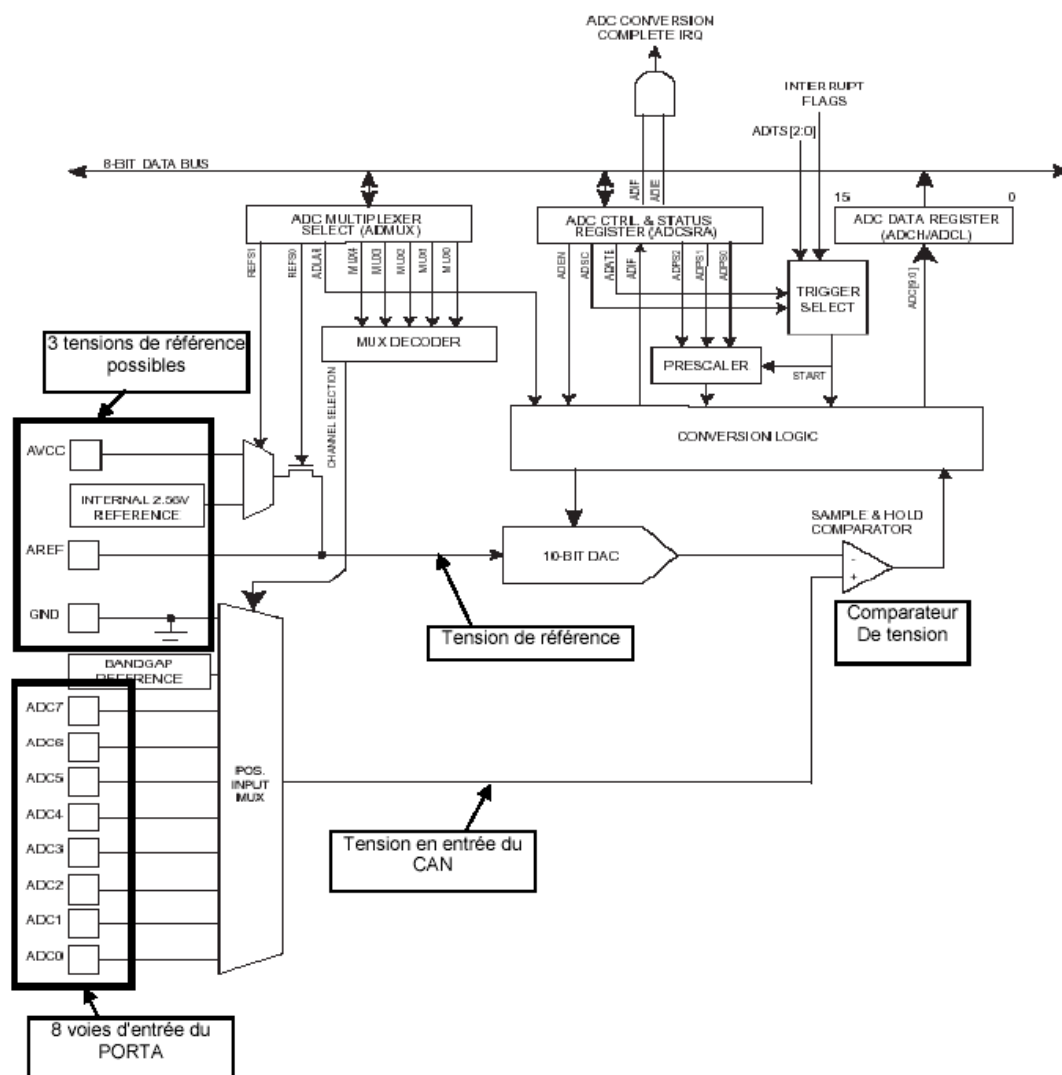 ADC CONVERSION
COMPLETE IRQ
INTERRUPT
FLAGS
ADTS[2:0]
8-BIT DATA BUS
ADIF
ADIE
15
0
ADC MULTIPLEXER
SELECT (ADMUX)
ADC CTRL & STATUS
REGISTER (ADCSRA)
ADC DATA REGISTER
(ADCH/ADCL)
REFS1
REFS0
ADLAR
MUX4
MUX3
MUX2
MUX1
MUX0
ADEN
ADSC
ADATE
ADIF
ADPS2
ADPS1
ADPS0
ADC[9:0]
TRIGGER
SELECT
MUX DECODER
3 tensions de référence
possibles
PRESCALER
START
CHANNEL SELECTION
CONVERSION LOGIC
AVCC
INTERNAL 2.56V
REFERENCE
SAMPLE & HOLD
COMPARATOR
AREF
10-BIT DAC
-
+
GND
Tension de référence
Comparateur
De tension
BANDGAP
REFERENCE
ADC7
ADC6
ADC5
POS.
INPUT
MUX
ADC4
Tension en entrée du
CAN
ADC3
ADC2
ADC1
ADC0
8 voies d'entrée du
PORTA